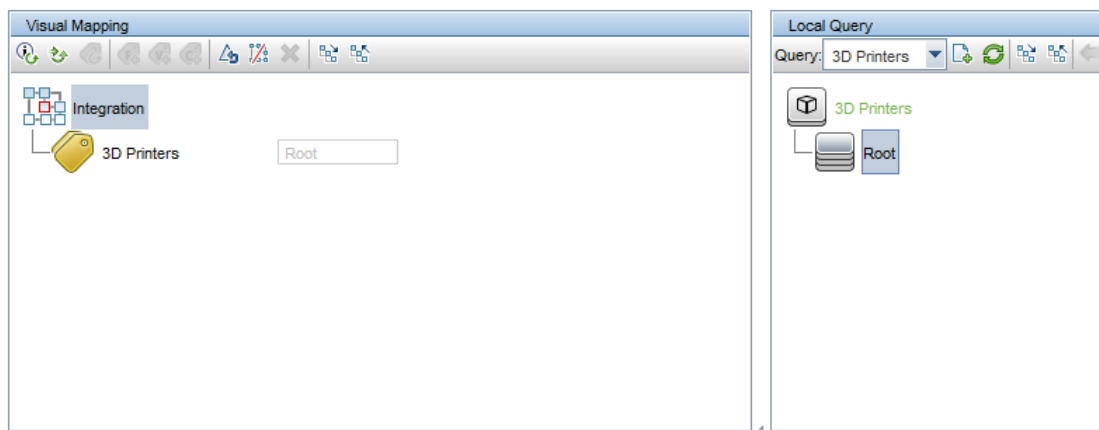 Visual Mapping
Integration
3D Printers
Root
Local Query
Query: 3D Printers
3D Printers
Root